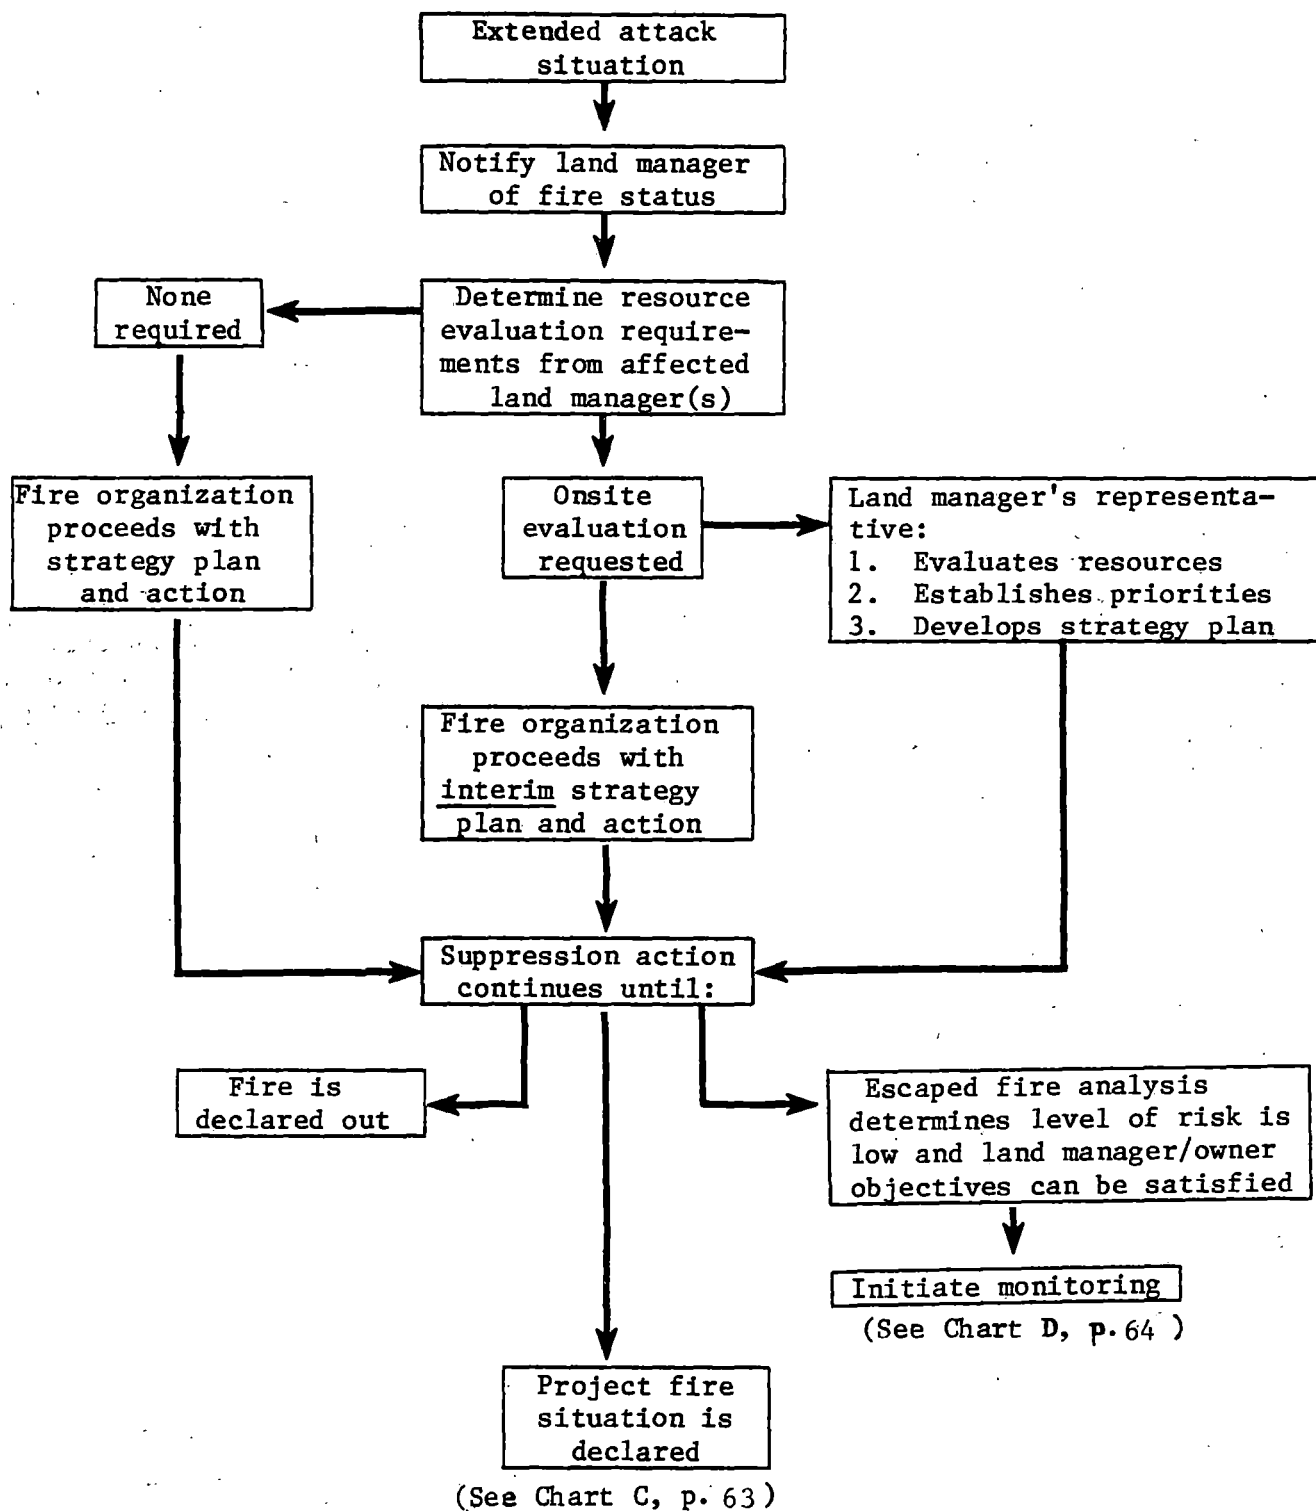 Extended attack
situation
Notify land manager
of fire status
None
required
Determine resource
evaluation require-
ments from affected
land manager(s)
Fire organization
proceeds with
strategy plan
and action
Onsite
evaluation
requested
Land manager's representa-
tive:
1. Evaluates resources
2. Establishes priorities
3. Develops strategy plan
Fire organization
proceeds with
interim strategy
plan and action
Suppression action
continues until:
Fire is
declared out
Escaped fire analysis
determines level of risk is
low and land manager/owner
objectives can be satisfied
Initiate monitoring
(See Chart D, p. 64 )
Project fire
situation is
declared
(See Chart C, p. 63 )